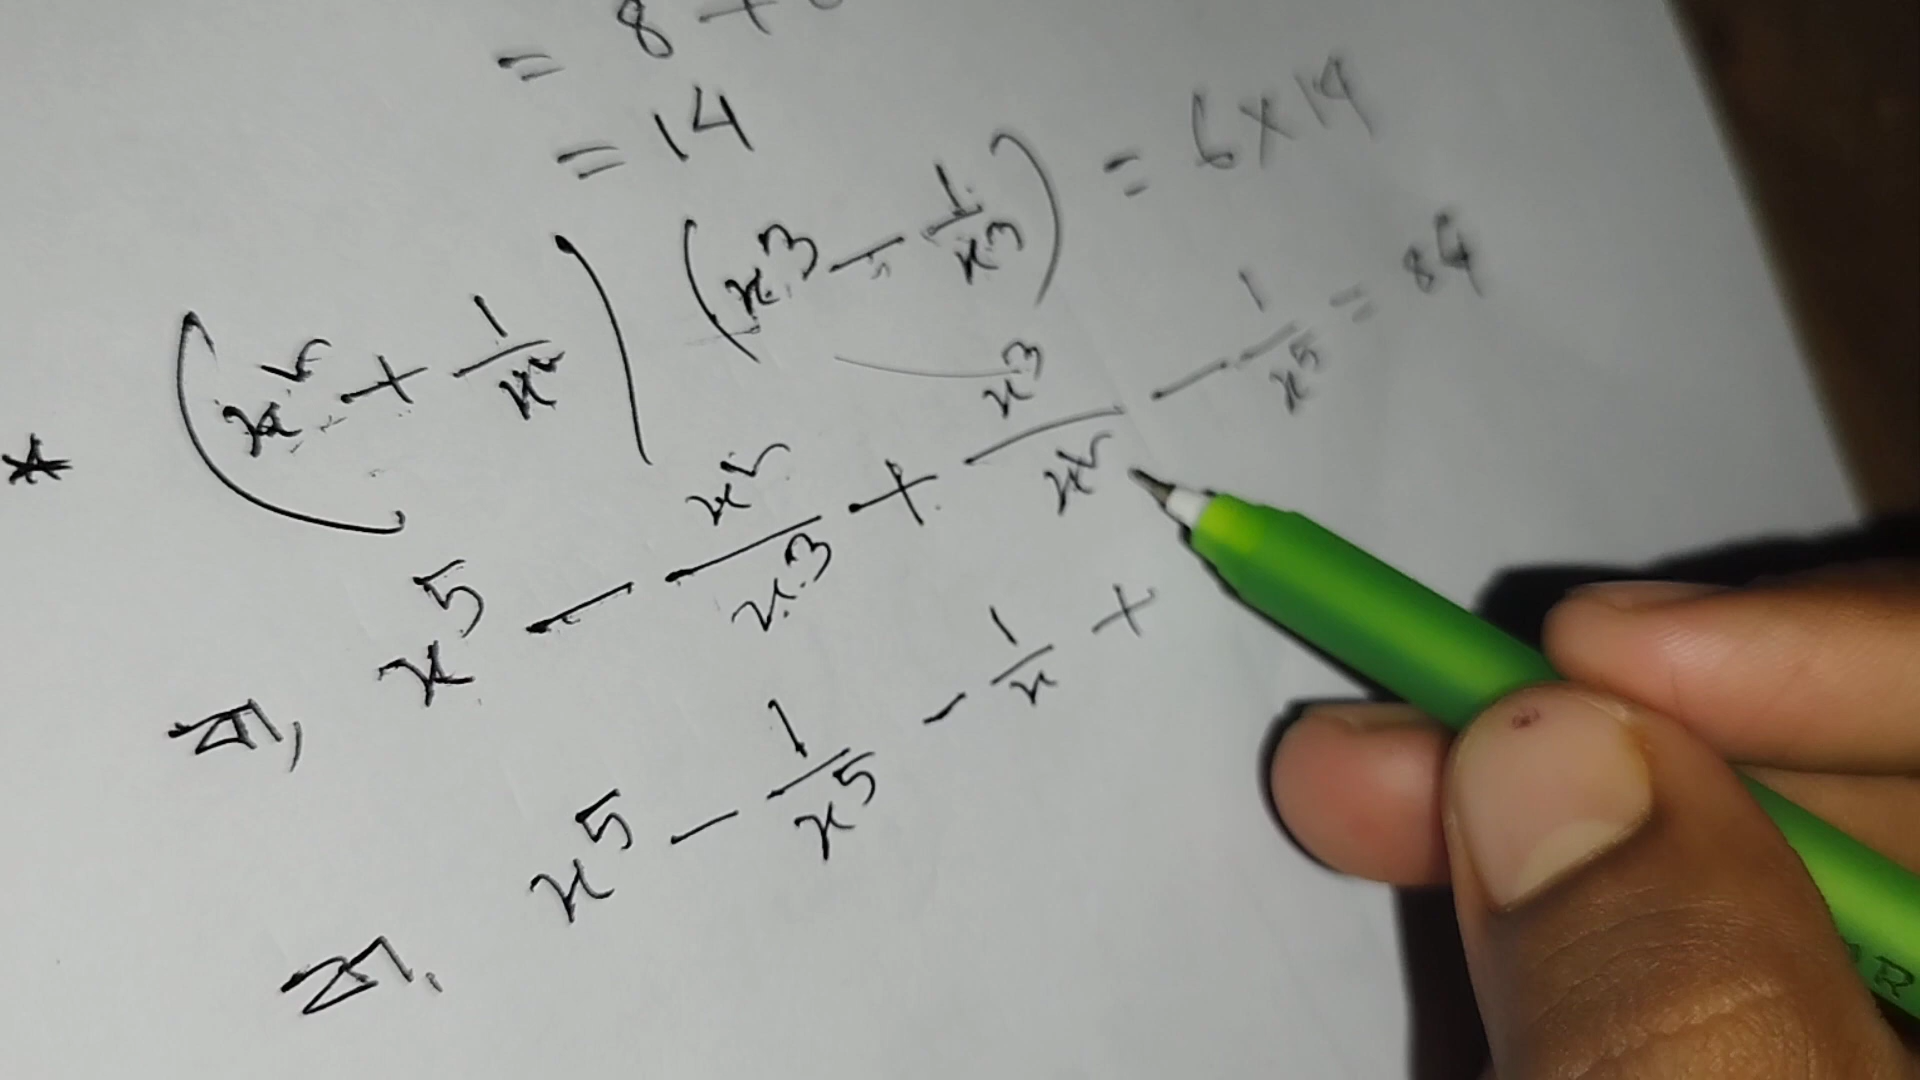 = 8 +
= 14
* (x² + 1/x²) (x³ - 1/x³) = 6×14
বা, x⁵ - x²/x³ + x³/x² - 1/x⁵ = 84
বা, x⁵ - 1/x⁵ - 1/x +